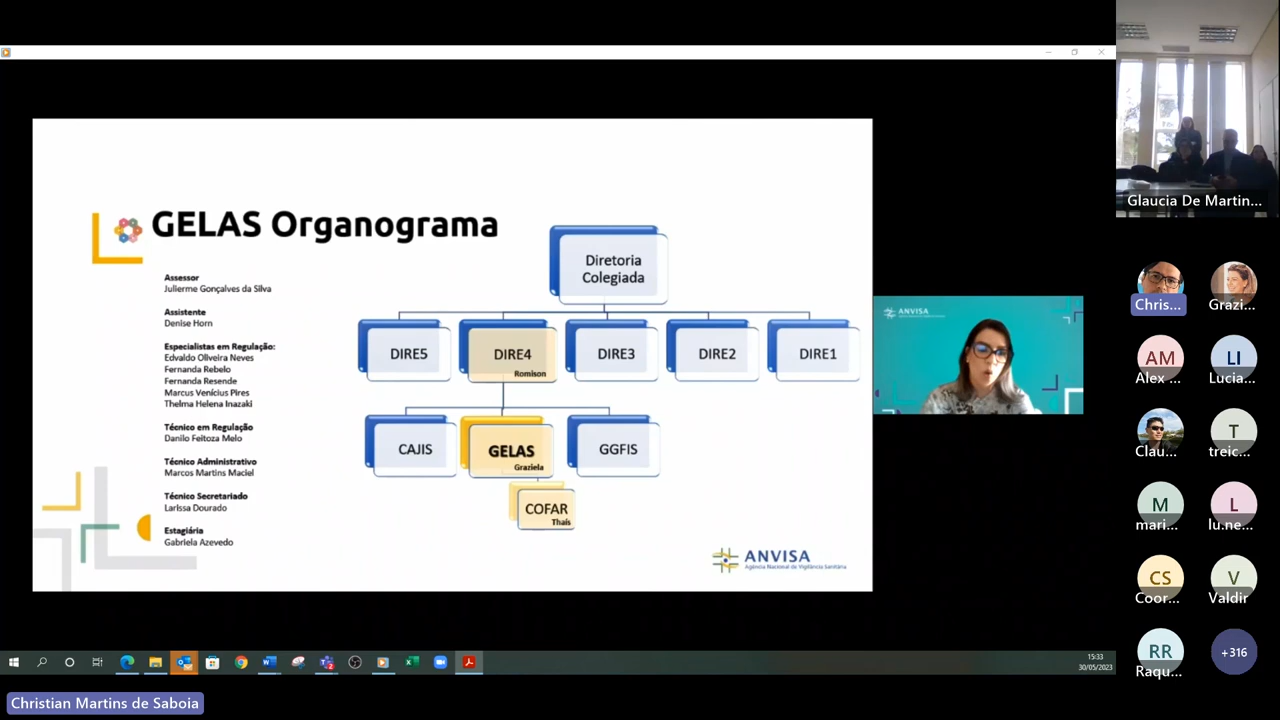 GELAS Organograma
Assessor
Julierme Gonçalves da Silva
Assistente
Denise Horn
Especialistas em Regulação:
Edvaldo Oliveira Neves
Fernanda Rebelo
Fernanda Resende
Marcus Venícius Pires
Thelma Helena Inazaki
Técnico em Regulação
Danilo Feitoza Melo
Técnico Administrativo
Marcos Martins Maciel
Técnico Secretariado
Larissa Dourado
Estagiária
Gabriela Azevedo
Diretoria
Colegiada
DIRE5
DIRE4
Romison
DIRE3
DIRE2
DIRE1
CAJIS
GELAS
Graziela
GGFIS
COFAR
Thais
ANVISA
Agência Nacional de Vigilância Sanitária
ANVISA
Glaucia De Martin...
Chris...
Grazi...
AM
Alex ...
LI
Lucia...
Clau...
T
treic...
M
mari...
L
lu.ne...
CS
Coor...
V
Valdir
RR
Raqu...
+316
15:33
30/05/2023
Christian Martins de Saboia